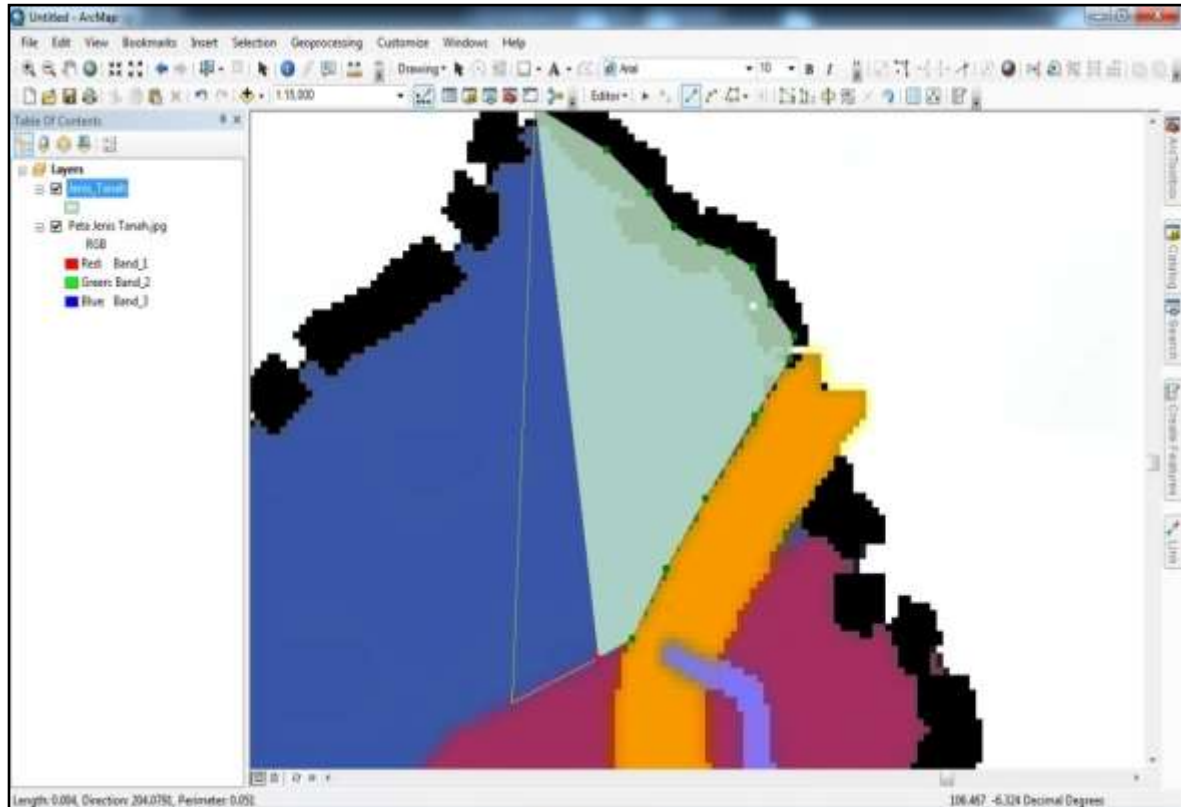 Untitled - ArcMap
File Edit View Bookmarks Insert Selection Geoprocessing Customize Windows Help
Drawing Arial 10 B I
1:15,000 Editor
Table Of Contents
Layers
Jenis_Tanah
Peta Jenis Tanah.jpg
RGB
Red: Band_1
Green: Band_2
Blue: Band_3
ArcToolbox
Catalog
Search
Create Features
Length: 0.004, Direction: 204.0791, Perimeter: 0.051
106.467 -6.324 Decimal Degrees